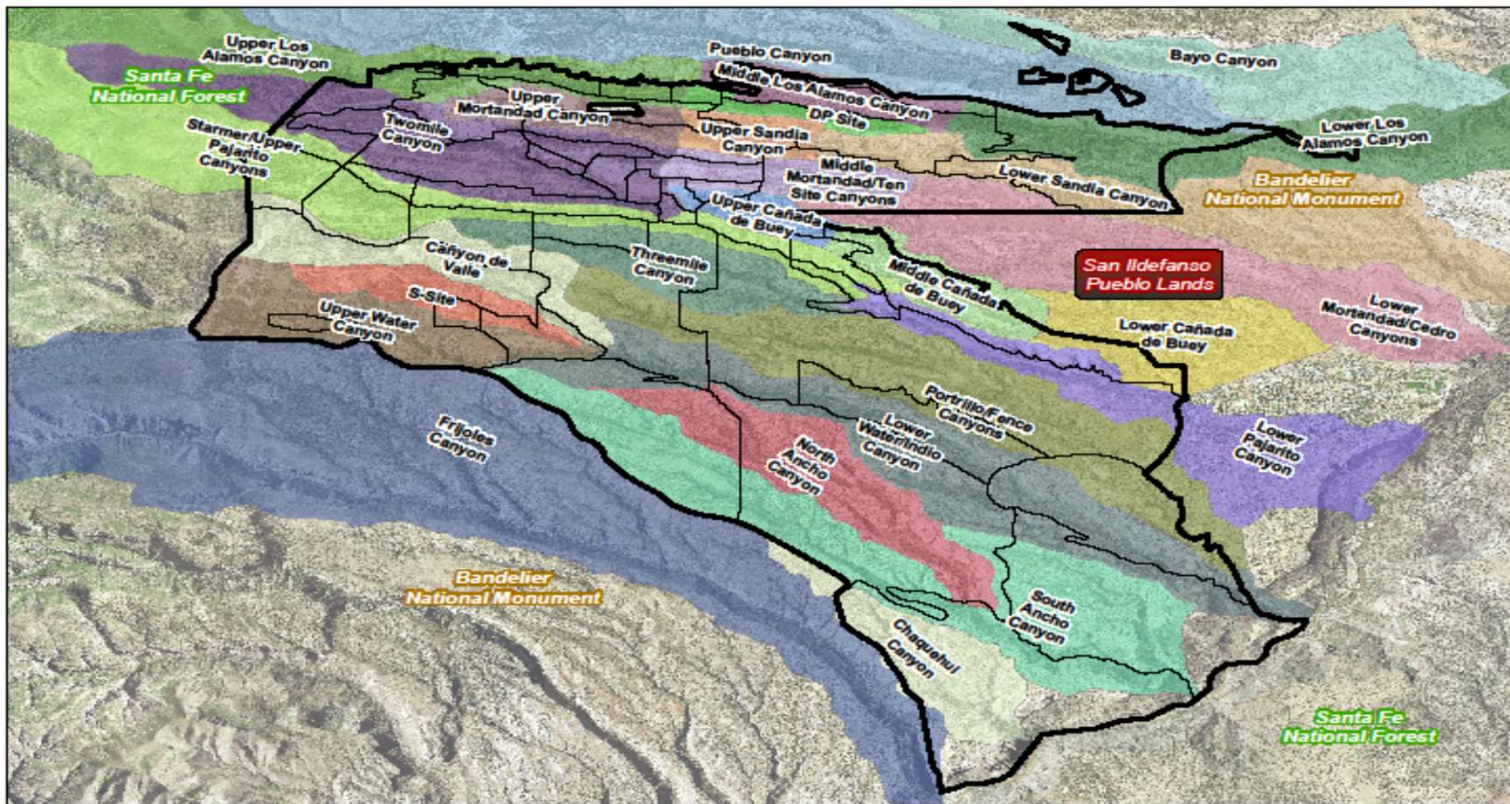 Upper Los
Alamos Canyon
Pueblo Canyon
Bayo Canyon
Santa Fe
National Forest
Middle Los Alamos Canyon
Upper
Mortandad Canyon
DP Site
Twomile
Canyon
Starmer/Upper
Pajarito
Canyons
Upper Sandia
Canyon
Lower Los
Alamos Canyon
Middle
Mortandad/Ten
Site Canyons
Lower Sandia Canyon
Bandelier
National Monument
Upper Cañada
de Buey
Cañyon de
Valle
Threemile
Canyon
Middle Cañada
de Buey
San Ildefanso
Pueblo Lands
S-Site
Upper Water
Canyon
Lower Cañada
de Buey
Lower
Mortandad/Cedro
Canyons
Frijoles
Canyon
North
Ancho
Canyon
Lower
Water/Indio
Canyon
Portrillo/Fence
Canyons
Lower
Pajarito
Canyon
Bandelier
National Monument
South
Ancho
Canyon
Chaquehui
Canyon
Santa Fe
National Forest